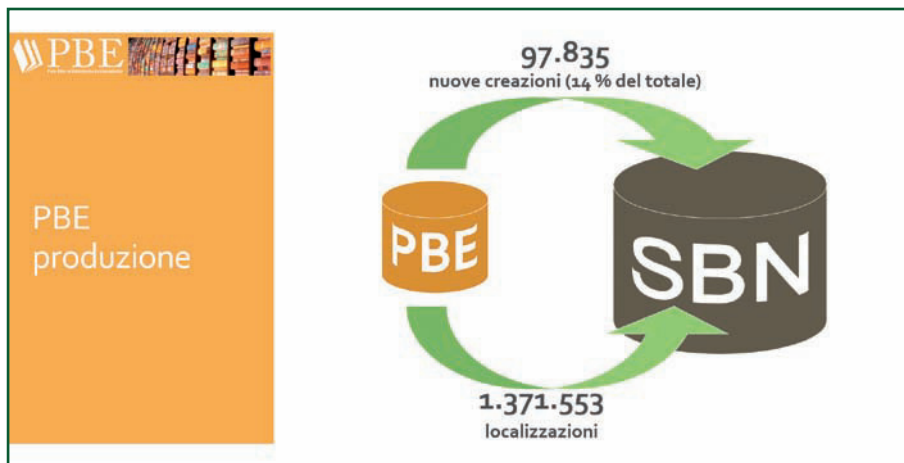 PBE
PBE
produzione
97.835
nuove creazioni (14 % del totale)
PBE
SBN
1.371.553
localizzazioni